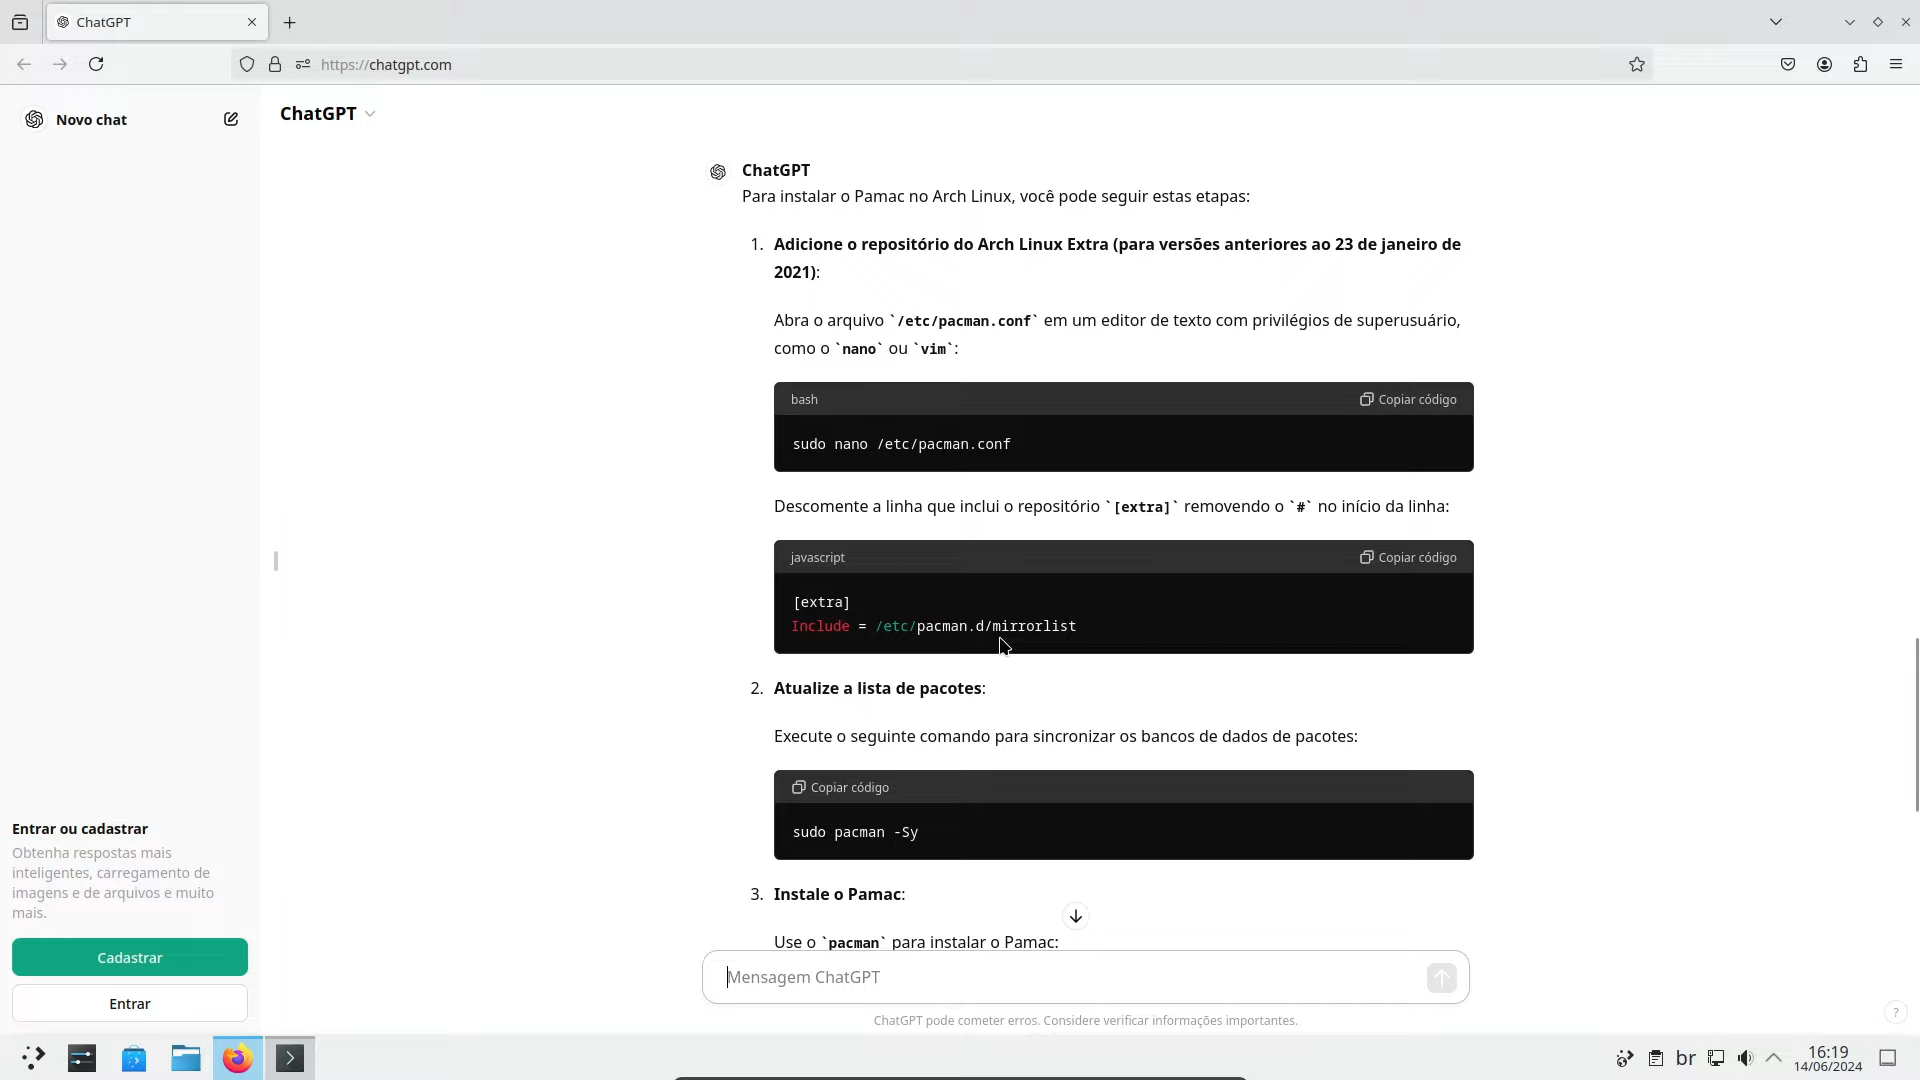 ChatGPT
https://chatgpt.com
Novo chat
ChatGPT
ChatGPT
Para instalar o Pamac no Arch Linux, você pode seguir estas etapas:
1. Adicione o repositório do Arch Linux Extra (para versões anteriores ao 23 de janeiro de
2021):
Abra o arquivo `/etc/pacman.conf` em um editor de texto com privilégios de superusuário,
como o `nano` ou `vim`:
bash
Copiar código
sudo nano /etc/pacman.conf
Descomente a linha que inclui o repositório `[extra]` removendo o `#` no início da linha:
javascript
Copiar código
[extra]
Include = /etc/pacman.d/mirrorlist
2. Atualize a lista de pacotes:
Execute o seguinte comando para sincronizar os bancos de dados de pacotes:
Copiar código
sudo pacman -Sy
3. Instale o Pamac:
Use o `pacman` para instalar o Pamac:
Mensagem ChatGPT
ChatGPT pode cometer erros. Considere verificar informações importantes.
?
Entrar ou cadastrar
Obtenha respostas mais
inteligentes, carregamento de
imagens e de arquivos e muito
mais.
Cadastrar
Entrar
br
16:19
14/06/2024